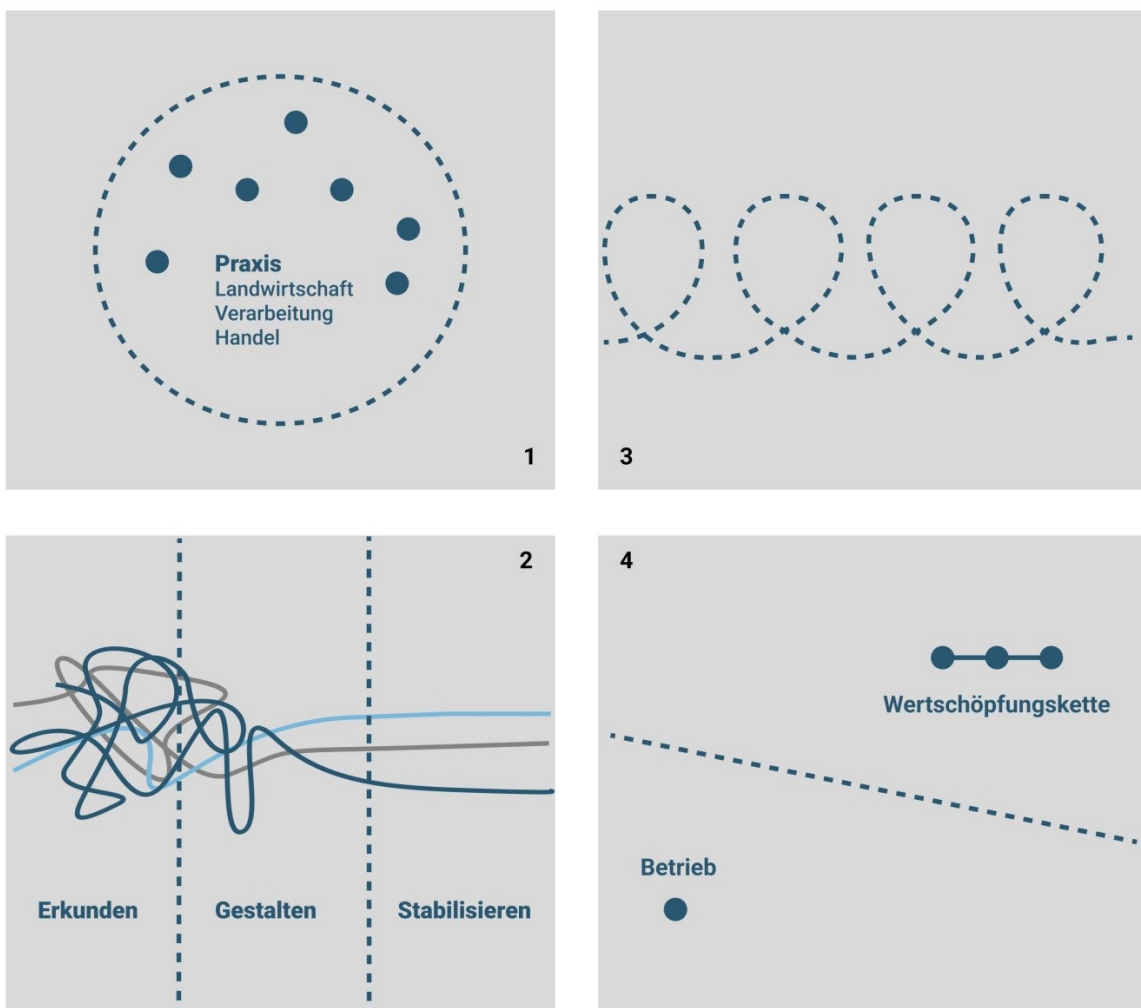 Praxis
Landwirtschaft
Verarbeitung
Handel
1
3
2
Erkunden
Gestalten
Stabilisieren
4
Wertschöpfungskette
Betrieb